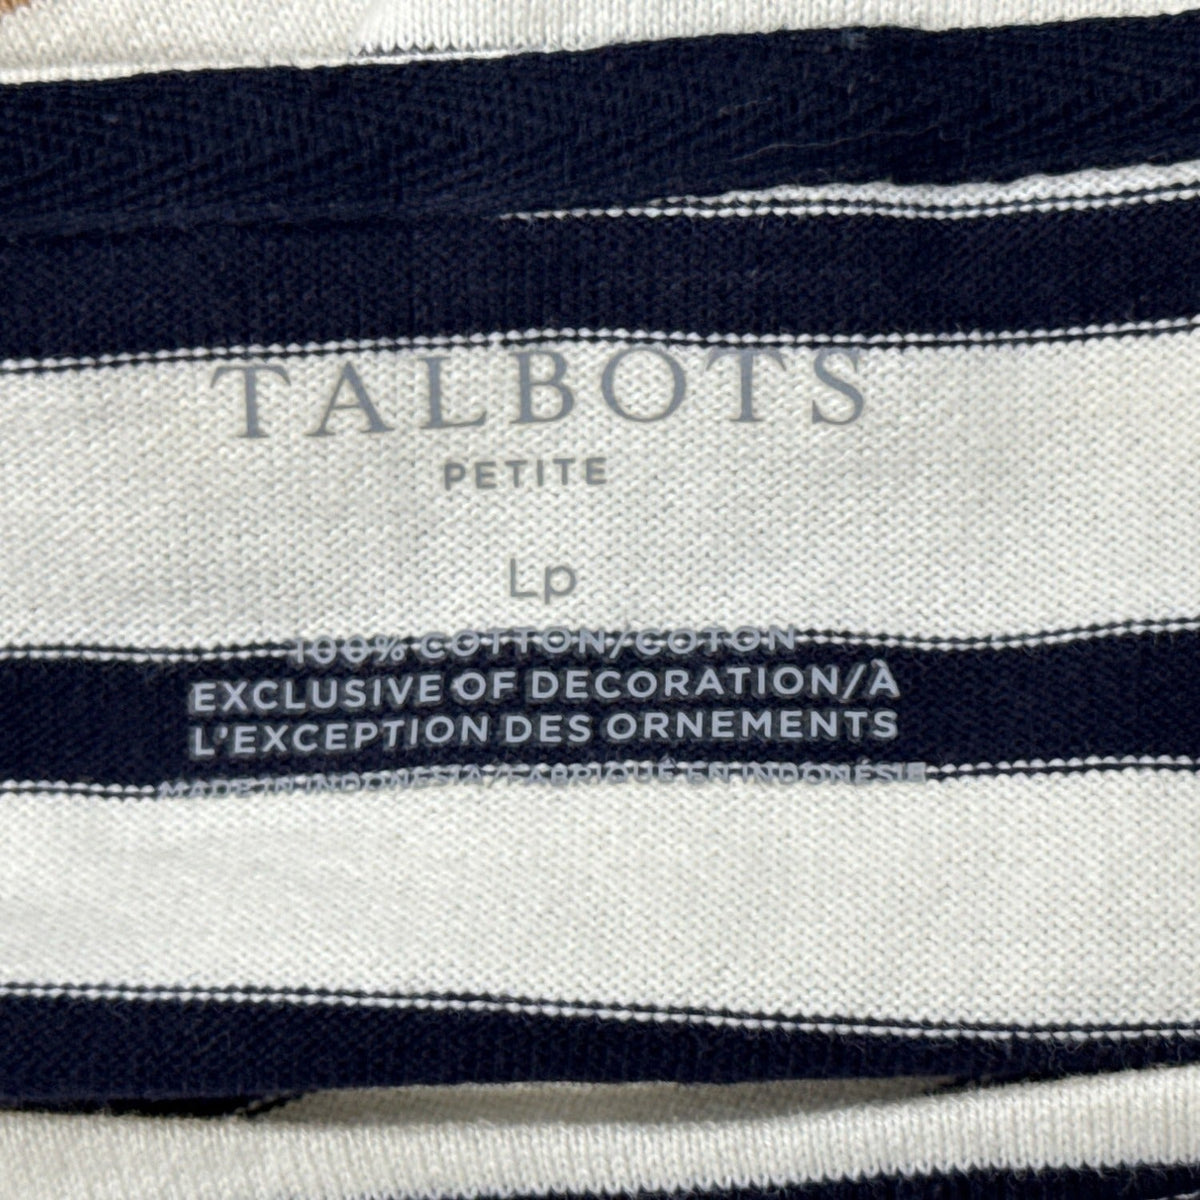 TALBOTS
PETITE
Lp
100% COTTON/COTON
EXCLUSIVE OF DECORATION/À
L'EXCEPTION DES ORNEMENTS
MADE IN INDONESIA/FABRIQUÉ EN INDONÉSIE